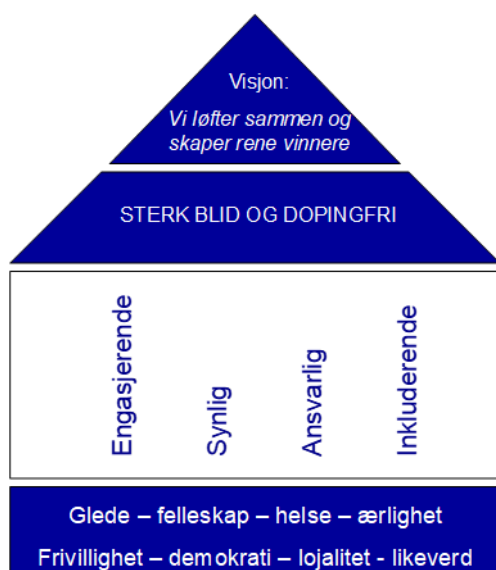 Visjon:
Vi løfter sammen og
skaper rene vinnere
STERK BLID OG DOPINGFRI
Engasjerende
Synlig
Ansvarlig
Inkluderende
Glede – felleskap – helse – ærlighet
Frivillighet – demokrati – lojalitet - likeverd